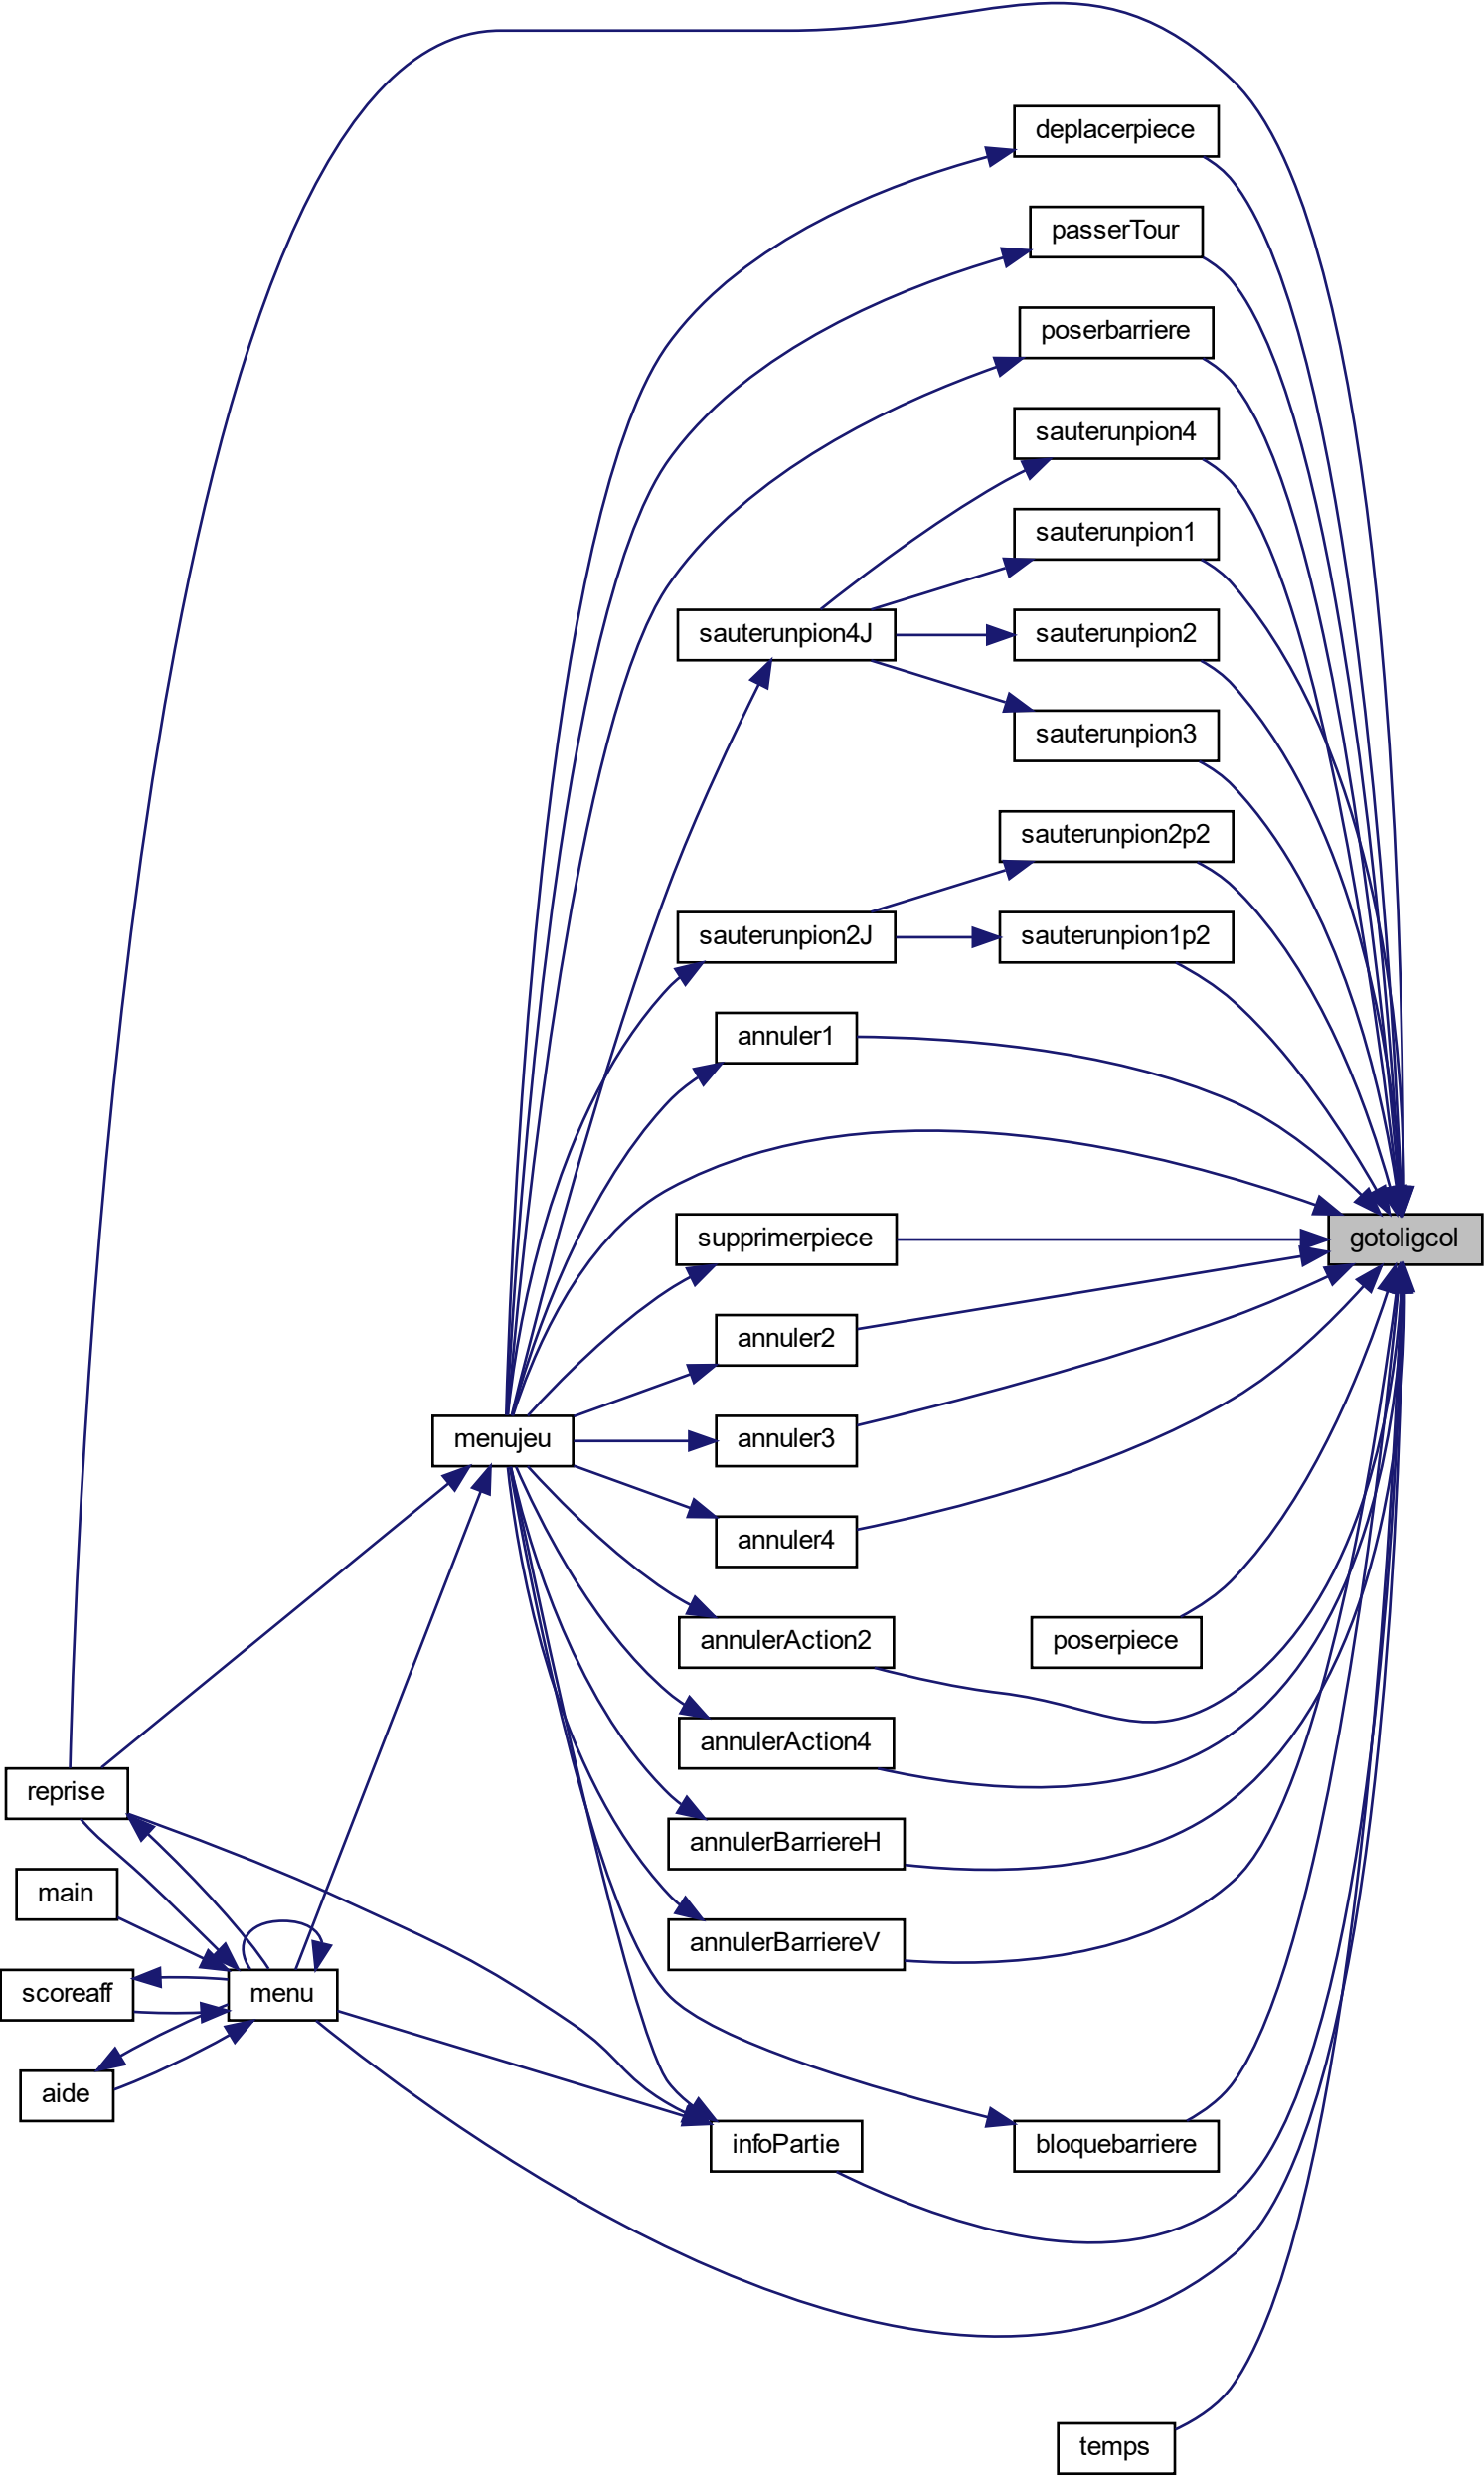 deplacerpiece
passerTour
poserbarriere
sauterunpion4
sauterunpion1
sauterunpion4J
sauterunpion2
sauterunpion3
sauterunpion2p2
sauterunpion2J
sauterunpion1p2
annuler1
supprimerpiece
gotoligcol
annuler2
menujeu
annuler3
annuler4
annulerAction2
poserpiece
annulerAction4
reprise
annulerBarriereH
main
annulerBarriereV
scoreaff
menu
aide
infoPartie
bloquebarriere
temps